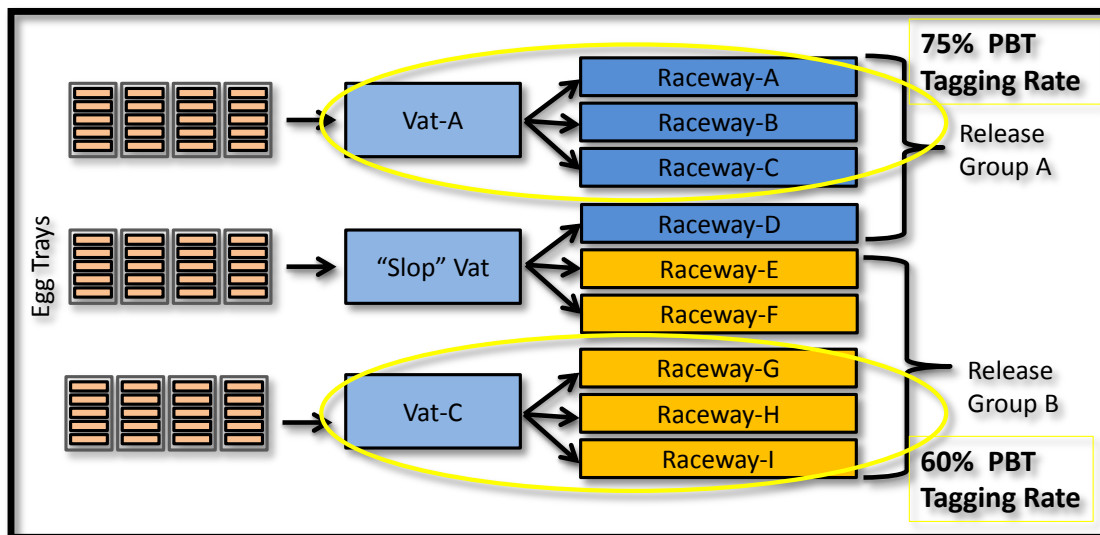 75% PBT
Tagging Rate
Raceway-A
Vat-A
Raceway-B
Raceway-C
Release
Group A
Egg Trays
Raceway-D
“Slop” Vat
Raceway-E
Raceway-F
Raceway-G
Vat-C
Raceway-H
Raceway-I
Release
Group B
60% PBT
Tagging Rate